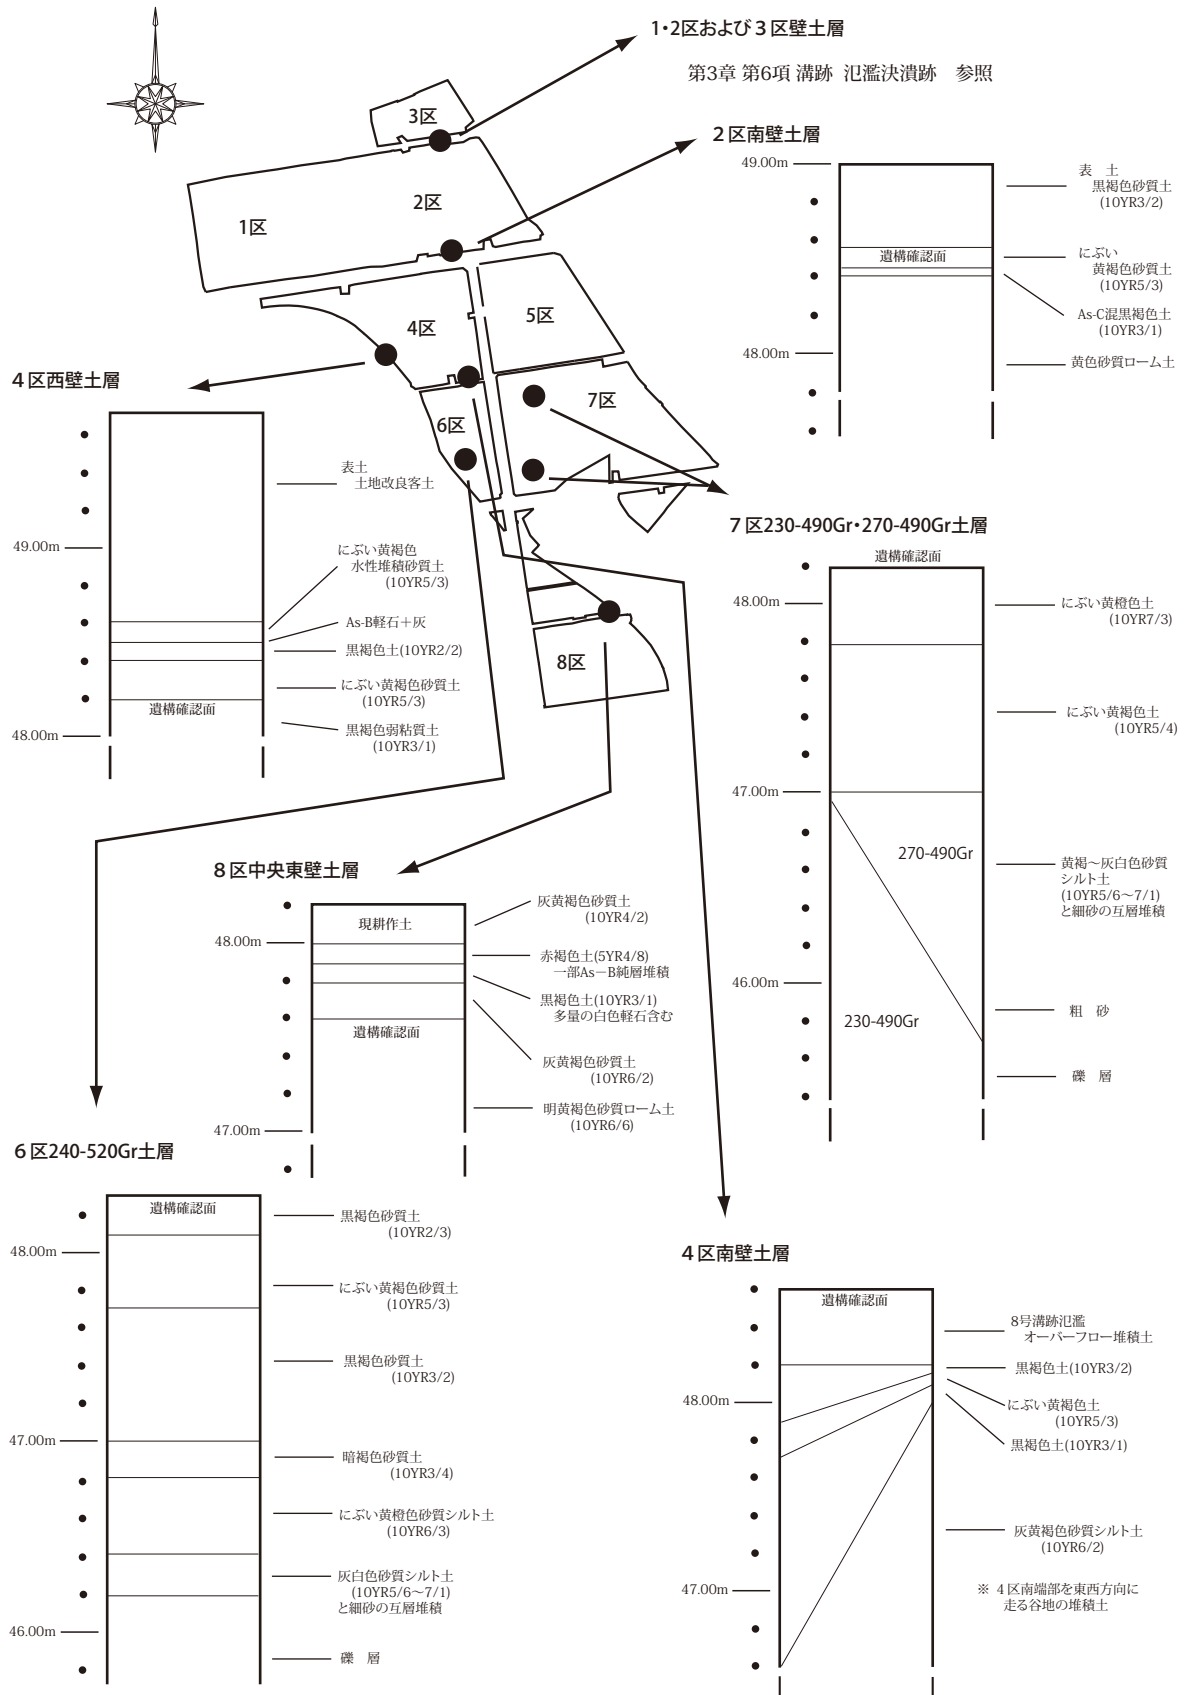 1・2区および3区壁土層
第3章 第6項 溝跡 氾濫決潰跡　参照
3区
2区
1区
4区
5区
6区
7区
8区
2区南壁土層
49.00m
48.00m
遺構確認面
表　土
黒褐色砂質土
(10YR3/2)
にぶい
黄褐色砂質土
(10YR5/3)
As-C混黒褐色土
(10YR3/1)
黄色砂質ローム土
4区西壁土層
49.00m
48.00m
遺構確認面
表土
土地改良客土
にぶい黄褐色
水性堆積砂質土
(10YR5/3)
As-B軽石＋灰
黒褐色土(10YR2/2)
にぶい黄褐色砂質土
(10YR5/3)
黒褐色弱粘質土
(10YR3/1)
7区230-490Gr・270-490Gr土層
遺構確認面
48.00m
47.00m
46.00m
270-490Gr
230-490Gr
にぶい黄橙色土
(10YR7/3)
にぶい黄褐色土
(10YR5/4)
黄褐～灰白色砂質
シルト土
(10YR5/6～7/1)
と細砂の互層堆積
粗　砂
礫　層
8区中央東壁土層
48.00m
47.00m
現耕作土
遺構確認面
灰黄褐色砂質土
(10YR4/2)
赤褐色土(5YR4/8)
一部As－B純層堆積
黒褐色土(10YR3/1)
多量の白色軽石含む
灰黄褐色砂質土
(10YR6/2)
明黄褐色砂質ローム土
(10YR6/6)
6区240-520Gr土層
遺構確認面
48.00m
47.00m
46.00m
黒褐色砂質土
(10YR2/3)
にぶい黄褐色砂質土
(10YR5/3)
黒褐色砂質土
(10YR3/2)
暗褐色砂質土
(10YR3/4)
にぶい黄橙色砂質シルト土
(10YR6/3)
灰白色砂質シルト土
(10YR5/6～7/1)
と細砂の互層堆積
礫　層
4区南壁土層
遺構確認面
48.00m
47.00m
8号溝跡氾濫
オーバーフロー堆積土
黒褐色土(10YR3/2)
にぶい黄褐色土
(10YR5/3)
黒褐色土(10YR3/1)
灰黄褐色砂質シルト土
(10YR6/2)
※ 4区南端部を東西方向に
走る谷地の堆積土